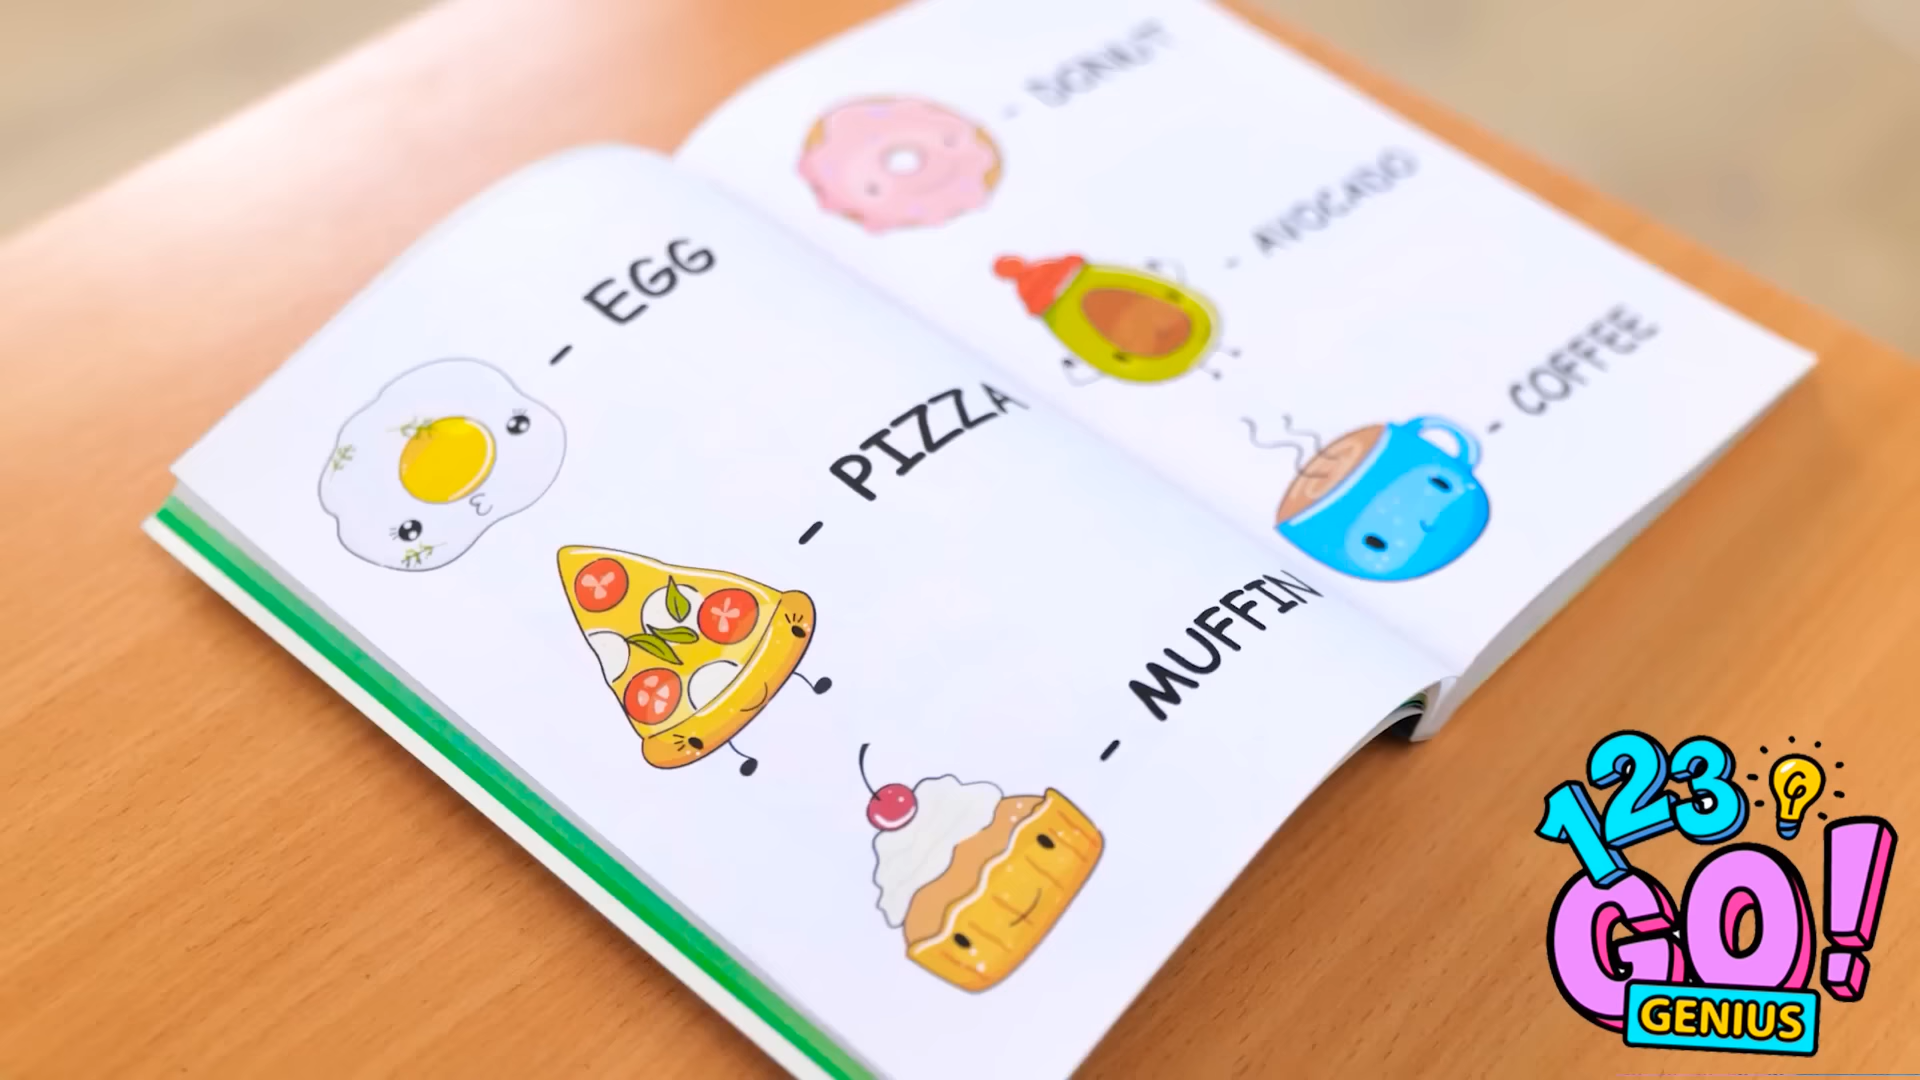 - EGG
- PIZZA
- MUFFIN
- DONUT
- AVOCADO
- COFFEE
123
GO!
GENIUS